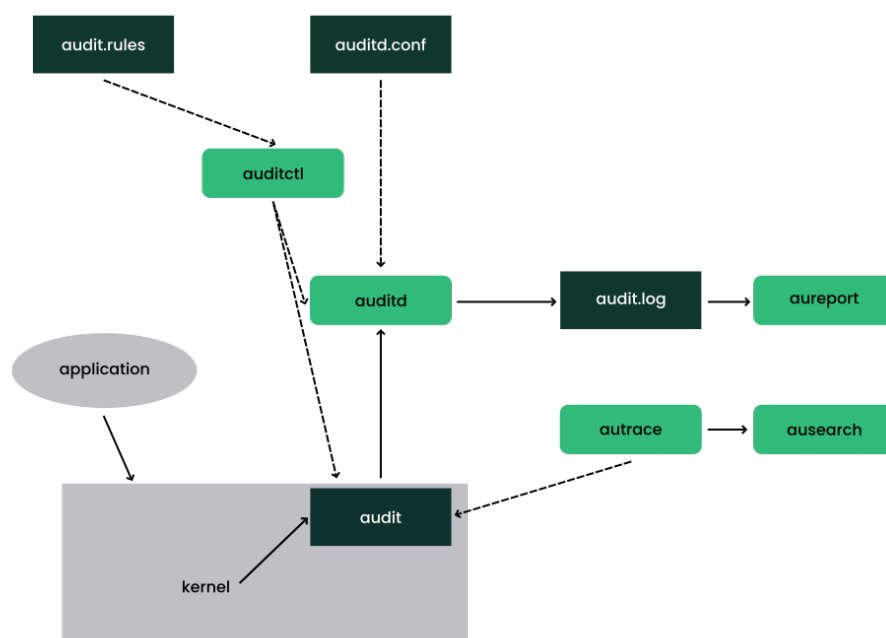 audit.rules
auditd.conf
auditctl
auditd
audit.log
aureport
application
autrace
ausearch
audit
kernel